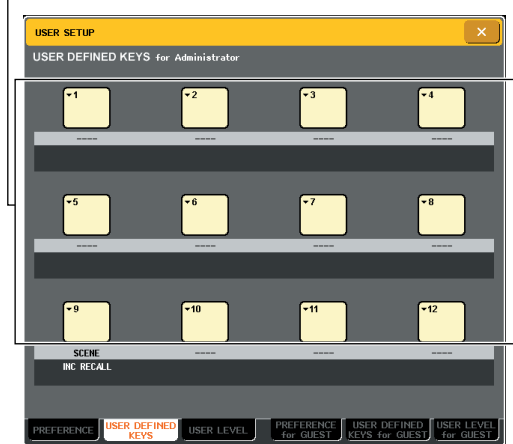 USER SETUP
USER DEFINED KEYS for Administrator
1 2 3 4
---- ---- ---- ----
5 6 7 8
---- ---- ---- ----
9 10 11 12
SCENE ---- ---- ----
INC RECALL
PREFERENCE USER DEFINED KEYS USER LEVEL PREFERENCE for GUEST USER DEFINED KEYS for GUEST USER LEVEL for GUEST